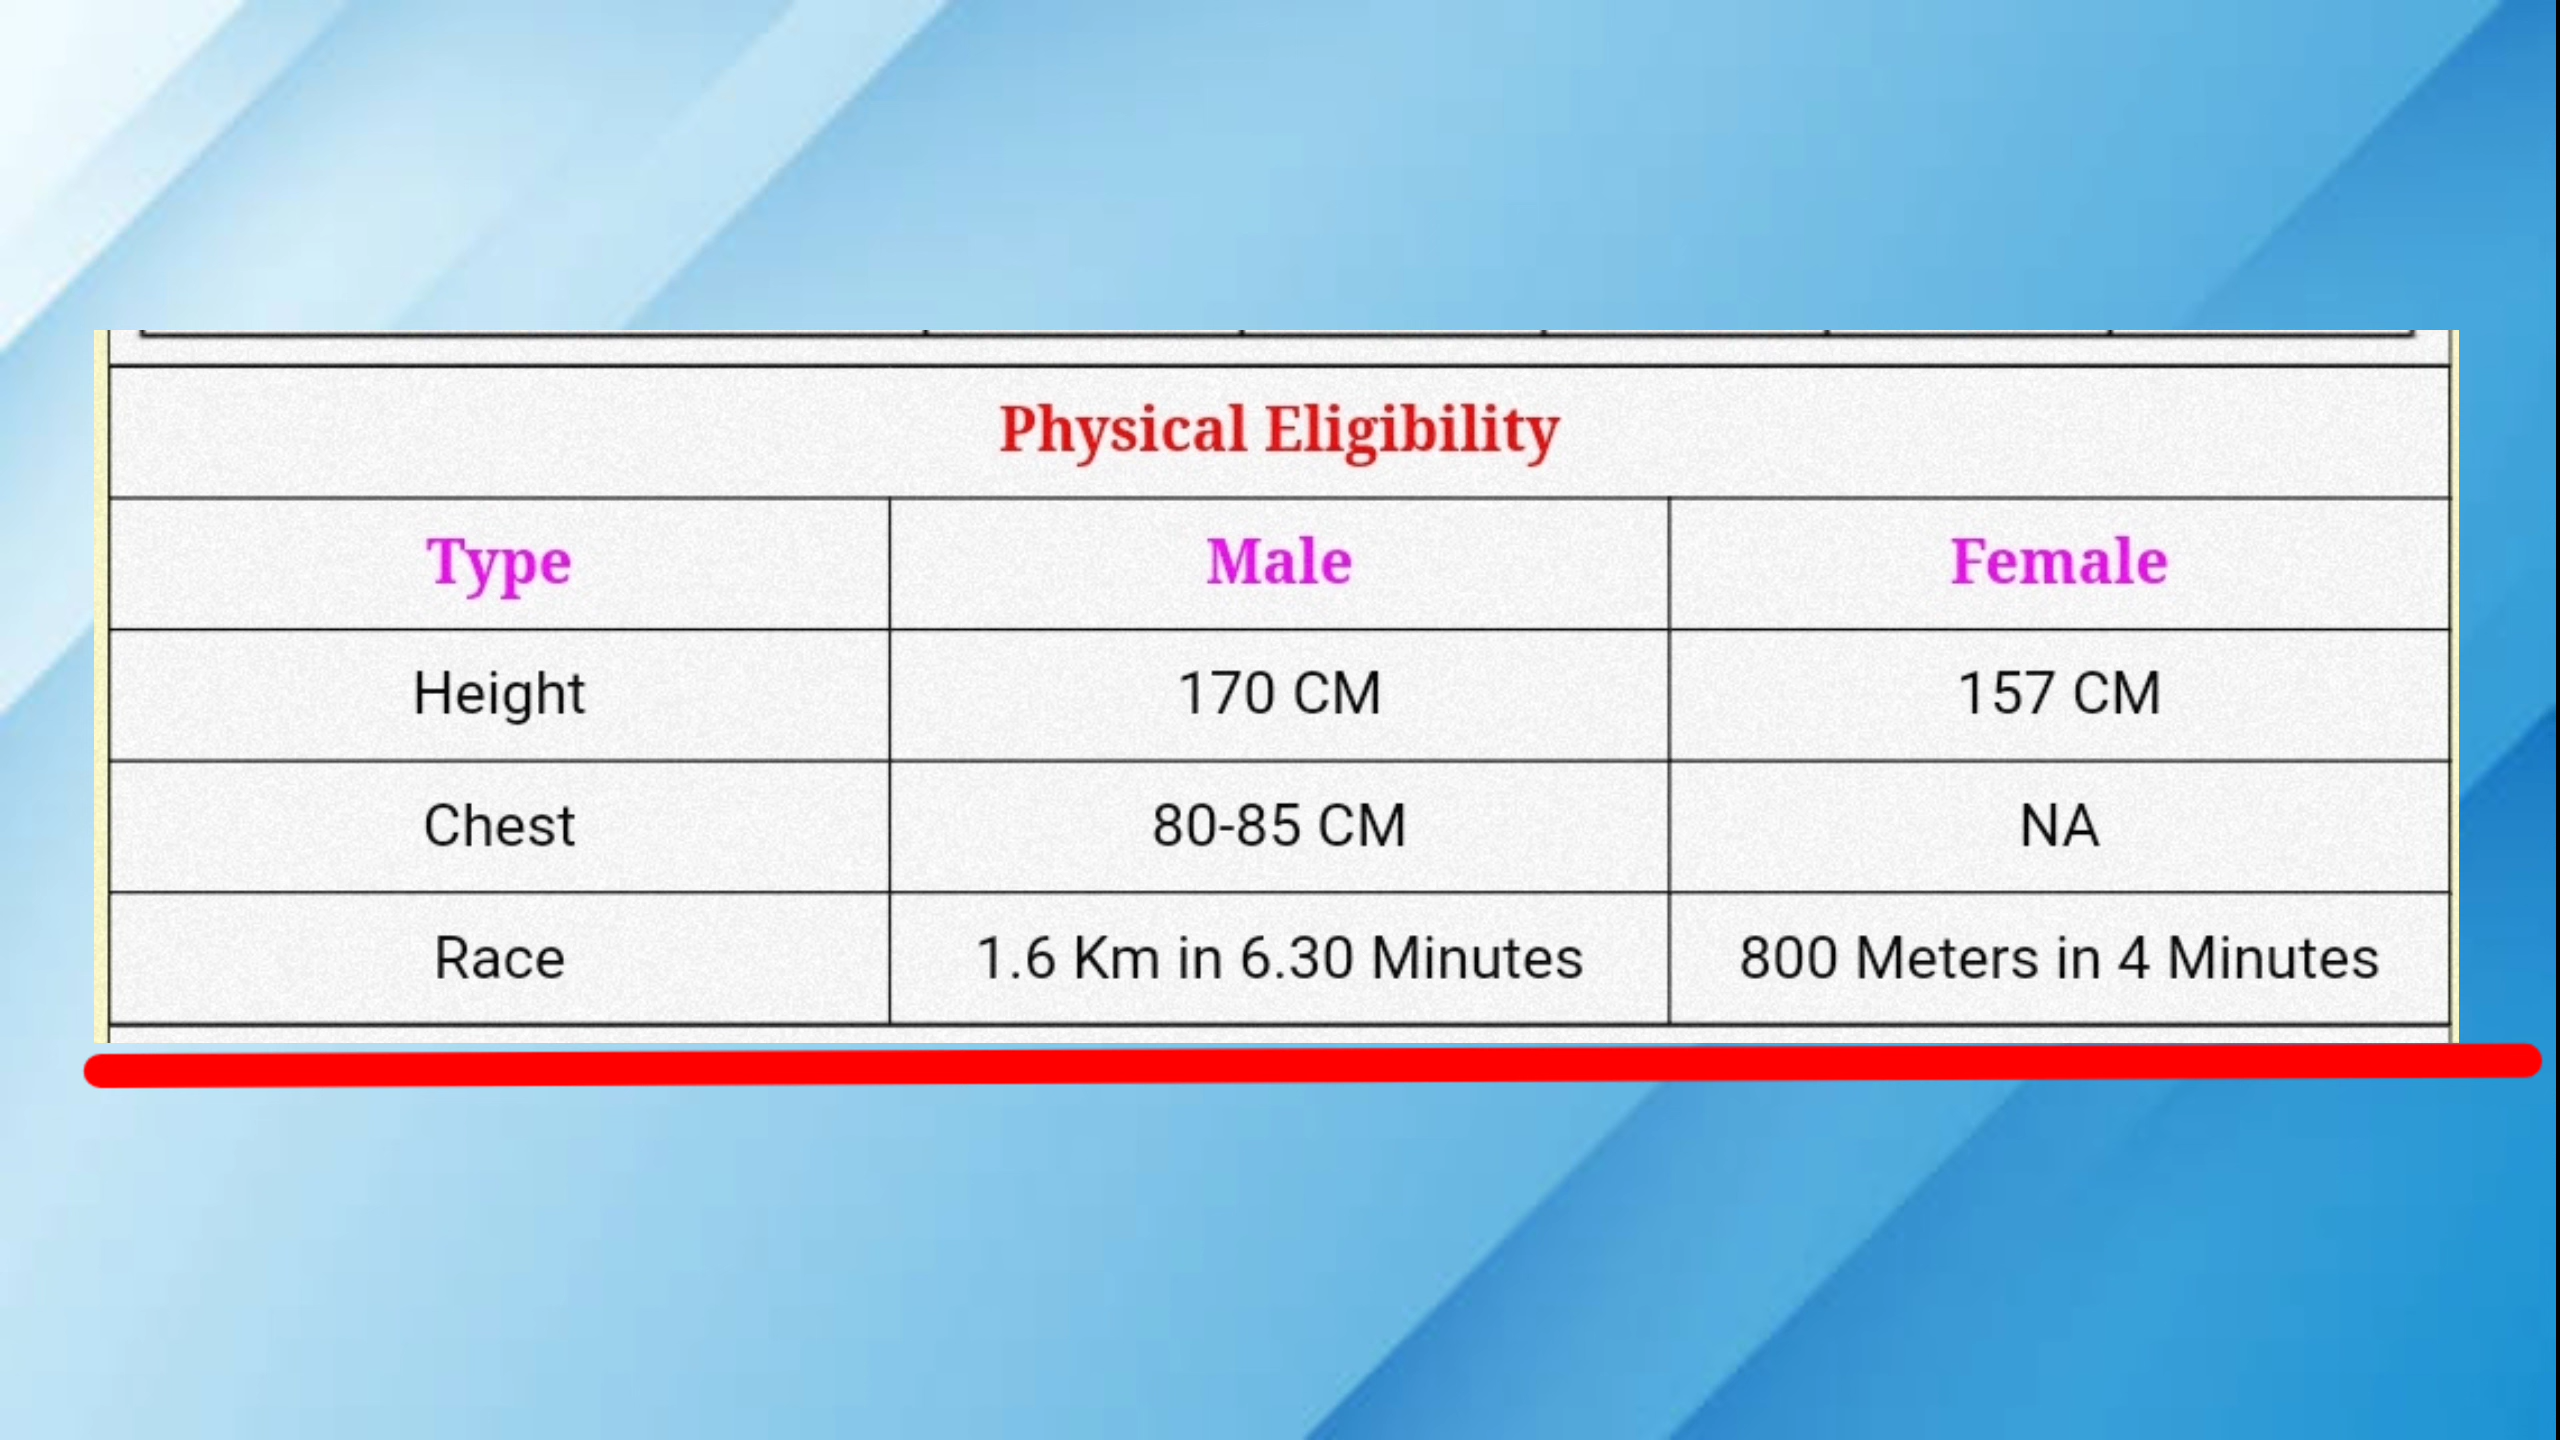 Physical Eligibility
Type Male Female
Height 170 CM 157 CM
Chest 80-85 CM NA
Race 1.6 Km in 6.30 Minutes 800 Meters in 4 Minutes